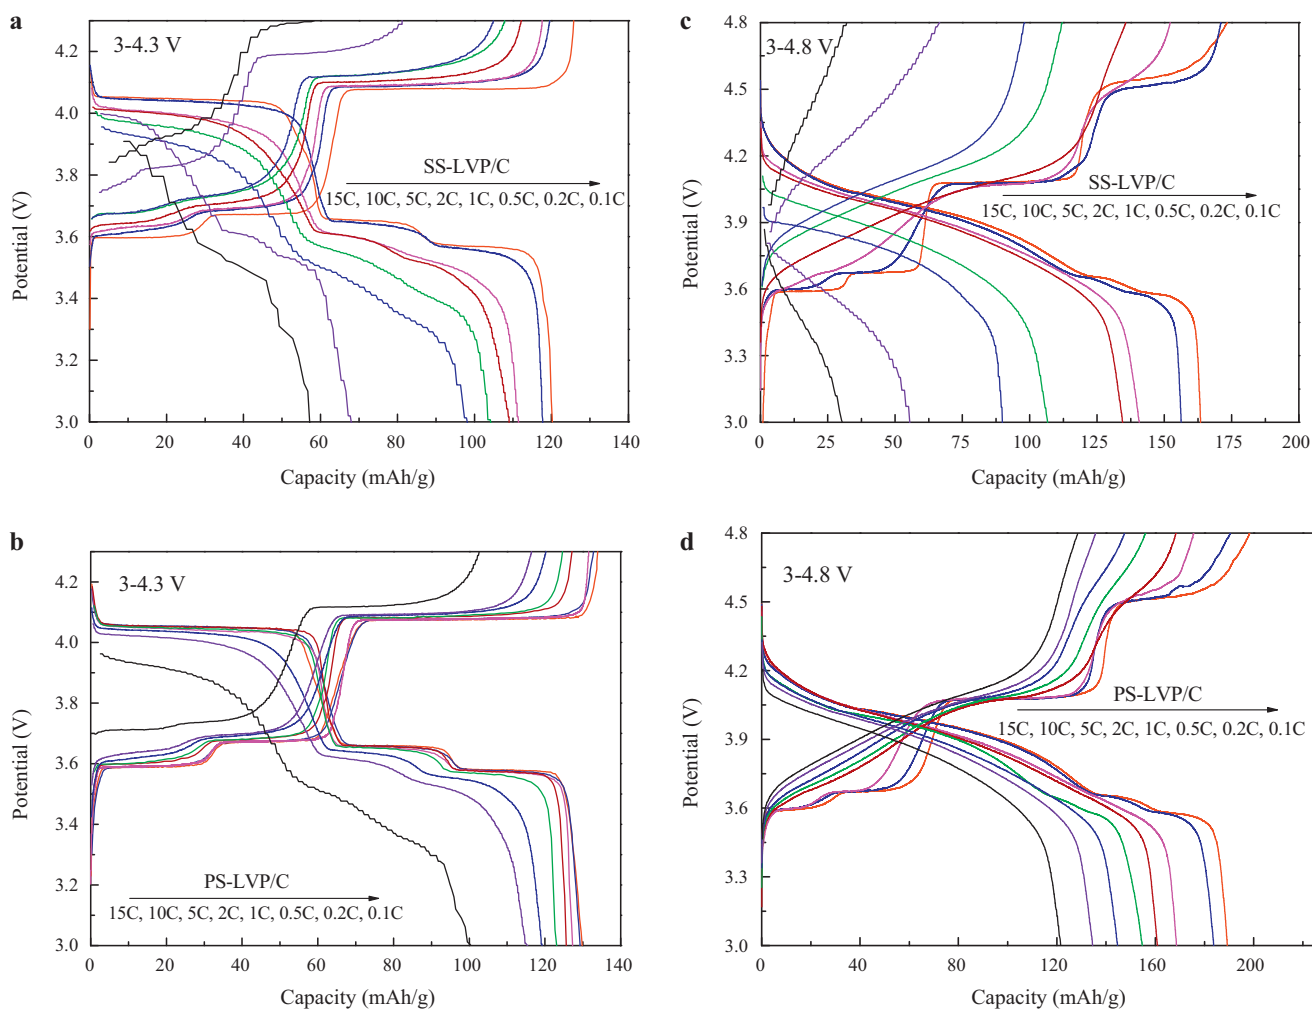 a
3-4.3 V
4.2
4.0
3.8
3.6
3.4
3.2
3.0
Potential (V)
SS-LVP/C
15C, 10C, 5C, 2C, 1C, 0.5C, 0.2C, 0.1C
0 20 40 60 80 100 120 140
Capacity (mAh/g)
c
3-4.8 V
4.8
4.5
4.2
3.9
3.6
3.3
3.0
Potential (V)
SS-LVP/C
15C, 10C, 5C, 2C, 1C, 0.5C, 0.2C, 0.1C
0 25 50 75 100 125 150 175 200
Capacity (mAh/g)
b
3-4.3 V
4.2
4.0
3.8
3.6
3.4
3.2
3.0
Potential (V)
PS-LVP/C
15C, 10C, 5C, 2C, 1C, 0.5C, 0.2C, 0.1C
0 20 40 60 80 100 120 140
Capacity (mAh/g)
d
3-4.8 V
4.8
4.5
4.2
3.9
3.6
3.3
3.0
Potential (V)
PS-LVP/C
15C, 10C, 5C, 2C, 1C, 0.5C, 0.2C, 0.1C
0 40 80 120 160 200
Capacity (mAh/g)